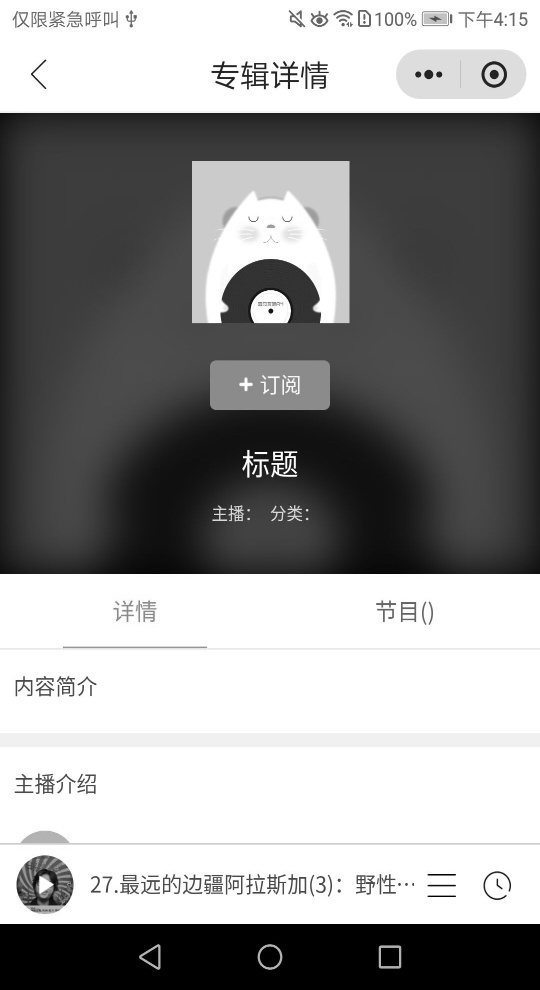 仅限紧急呼叫 100% 下午4:15
专辑详情
+ 订阅
标题
主播： 分类：
详情 节目()
内容简介
主播介绍
27.最远的边疆阿拉斯加(3)：野性…